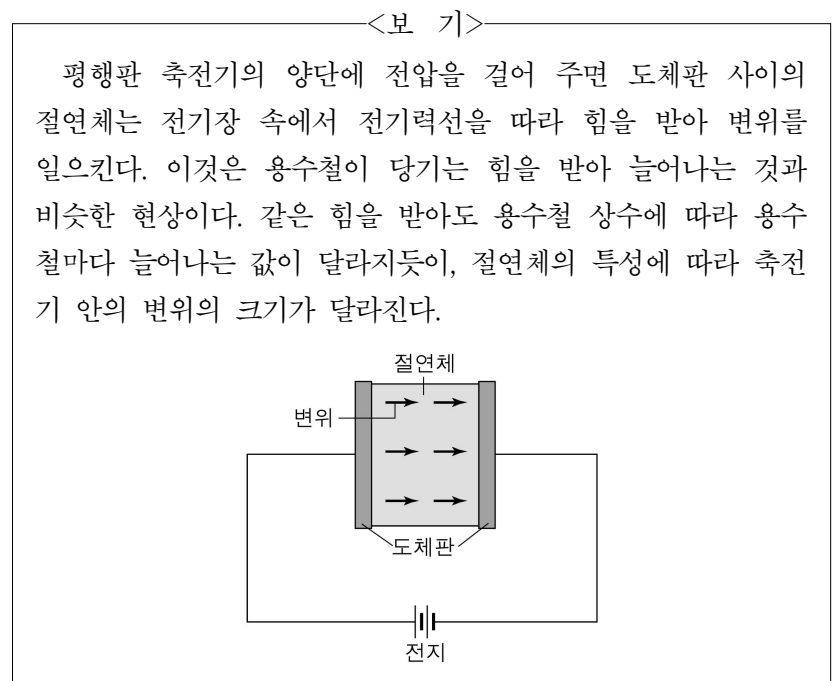 <보 기>
평행판 축전기의 양단에 전압을 걸어 주면 도체판 사이의
절연체는 전기장 속에서 전기력선을 따라 힘을 받아 변위를
일으킨다. 이것은 용수철이 당기는 힘을 받아 늘어나는 것과
비슷한 현상이다. 같은 힘을 받아도 용수철 상수에 따라 용수
철마다 늘어나는 값이 달라지듯이, 절연체의 특성에 따라 축전
기 안의 변위의 크기가 달라진다.
절연체
변위
도체판
전지